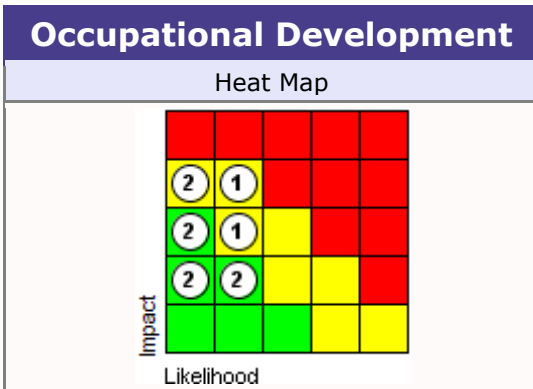 Occupational Development
Heat Map
2 1
2 1
2 2
Impact
Likelihood